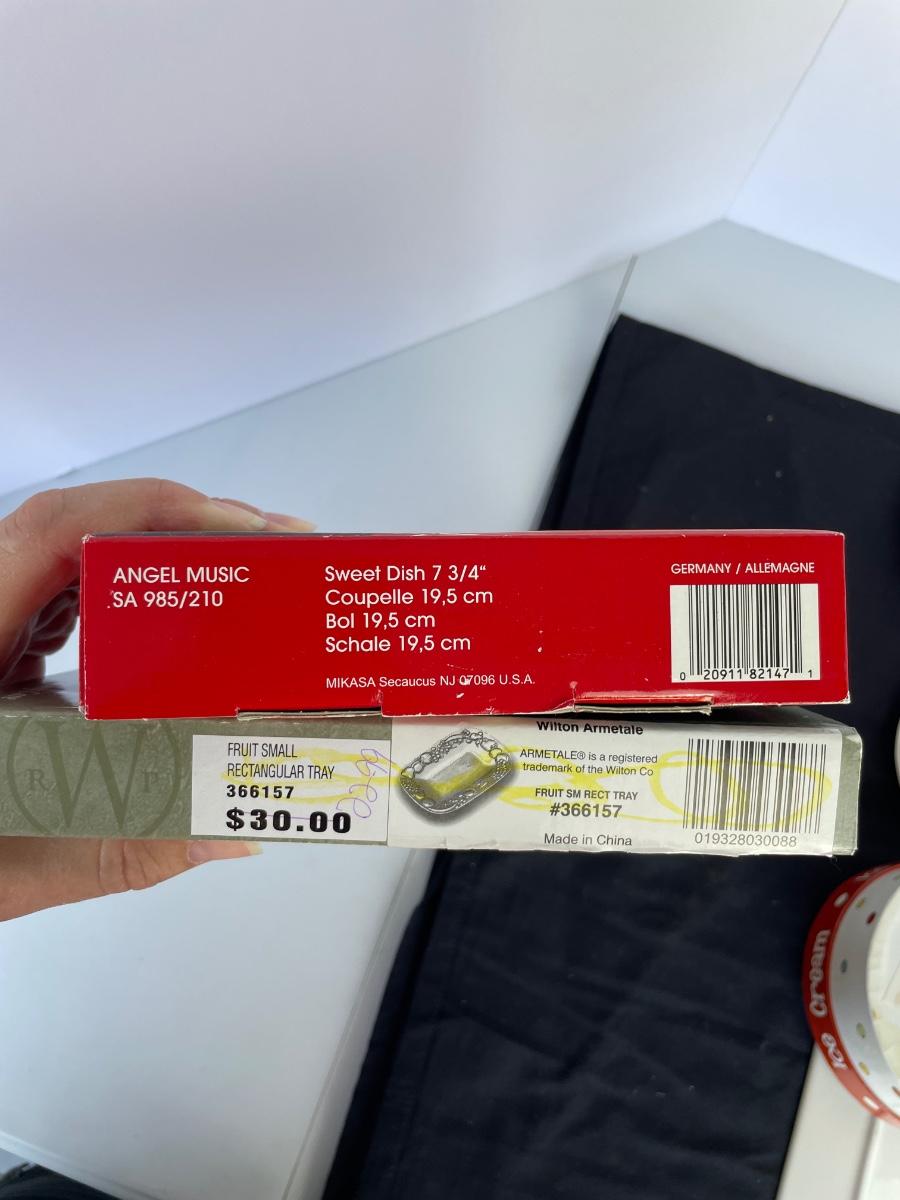 ANGEL MUSIC
SA 985/210
Sweet Dish 7 3/4“
Coupelle 19,5 cm
Bol 19,5 cm
Schale 19,5 cm
MIKASA Secaucus NJ 07096 U.S.A.
GERMANY / ALLEMAGNE
0 20911 82147 1
R W P
FRUIT SMALL
RECTANGULAR TRAY
366157
$30.00
Wilton Armetale
ARMETALE® is a registered
trademark of the Wilton Co
FRUIT SM RECT TRAY
#366157
Made in China
019328030088
Ice Cream